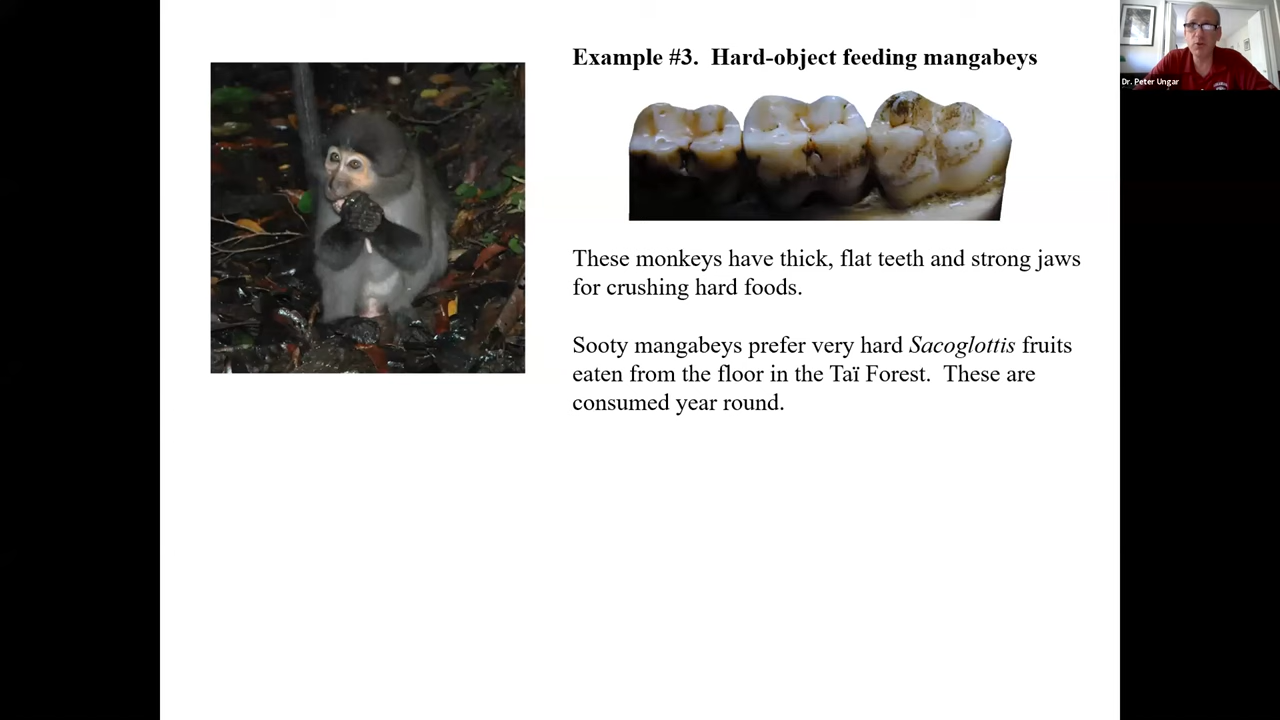 Example #3.  Hard-object feeding mangabeys
Dr. Peter Ungar
These monkeys have thick, flat teeth and strong jaws
for crushing hard foods.
Sooty mangabeys prefer very hard Sacoglottis fruits
eaten from the floor in the Taï Forest.  These are
consumed year round.